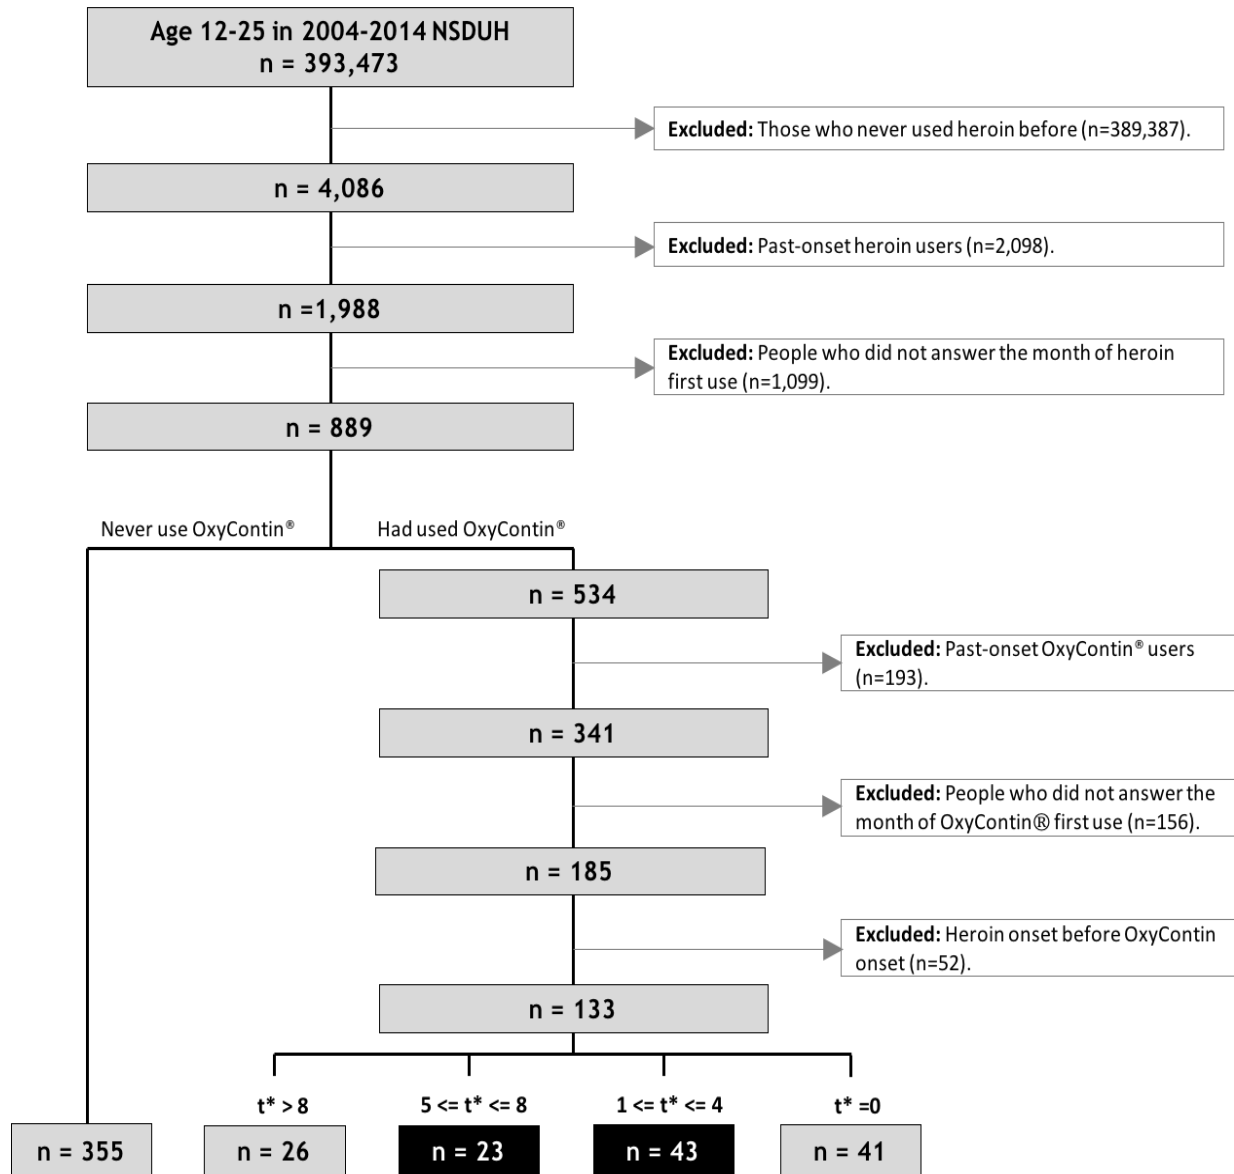 Age 12-25 in 2004-2014 NSDUH
n = 393,473
Excluded: Those who never used heroin before (n=389,387).
n = 4,086
Excluded: Past-onset heroin users (n=2,098).
n =1,988
Excluded: People who did not answer the month of heroin
first use (n=1,099).
n = 889
Never use OxyContin®
Had used OxyContin®
n = 534
Excluded: Past-onset OxyContin® users
(n=193).
n = 341
Excluded: People who did not answer the
month of OxyContin® first use (n=156).
n = 185
Excluded: Heroin onset before OxyContin
onset (n=52).
n = 133
t* > 8
5 <= t* <= 8
1 <= t* <= 4
t* =0
n = 355
n = 26
n = 23
n = 43
n = 41